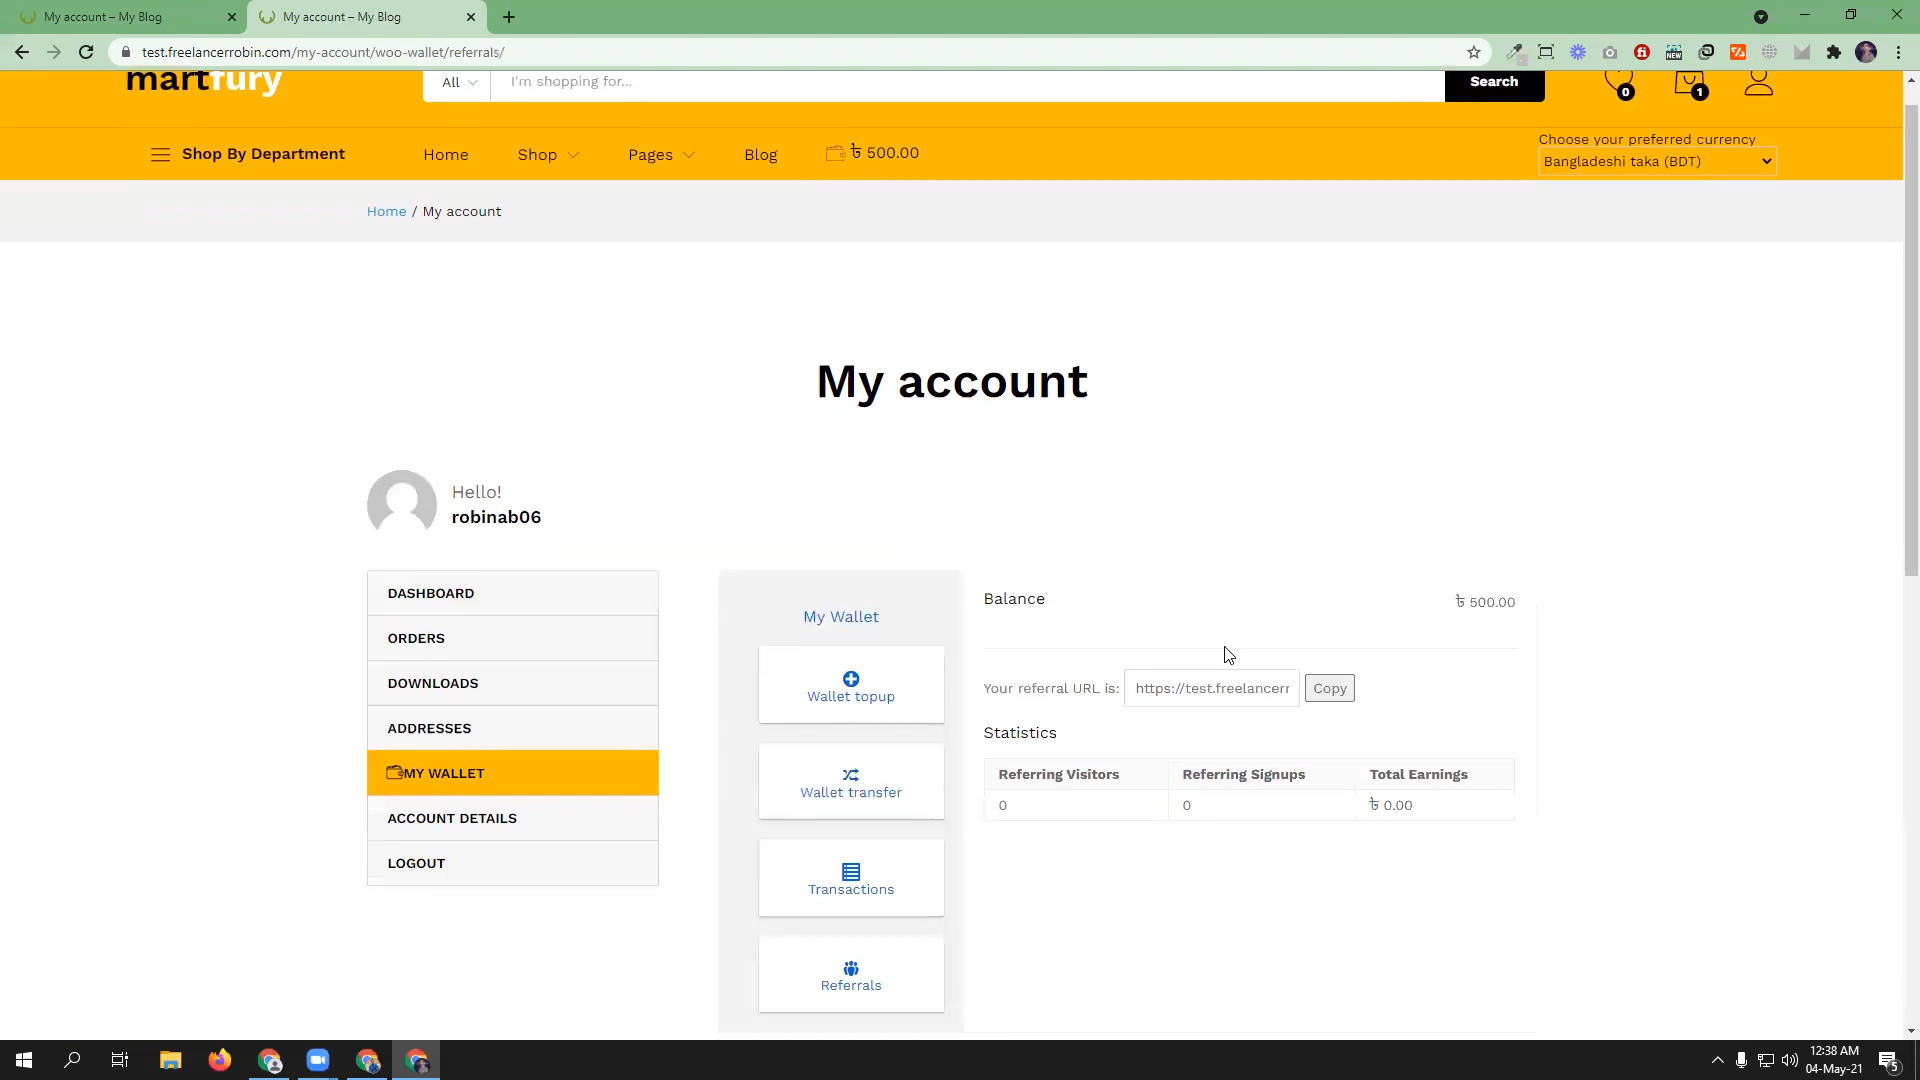 My account – My Blog
My account – My Blog
test.freelancerrobin.com/my-account/woo-wallet/referrals/
martfury
All
I'm shopping for...
Search
0
1
Shop By Department
Home
Shop
Pages
Blog
৳ 500.00
Choose your preferred currency
Bangladeshi taka (BDT)
Home / My account
My account
Hello!
robinab06
DASHBOARD
ORDERS
DOWNLOADS
ADDRESSES
MY WALLET
ACCOUNT DETAILS
LOGOUT
My Wallet
Wallet topup
Wallet transfer
Transactions
Referrals
Balance
৳ 500.00
Your referral URL is: https://test.freelancerr Copy
Statistics
Referring Visitors Referring Signups Total Earnings
0 0 ৳ 0.00
12:38 AM
04-May-21
5